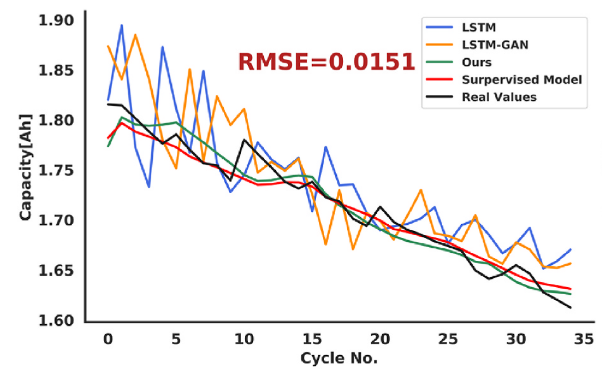 1.90
1.85
1.80
1.75
1.70
1.65
1.60
Capacity[Ah]
RMSE=0.0151
LSTM
LSTM-GAN
Ours
Surpervised Model
Real Values
0 5 10 15 20 25 30 35
Cycle No.